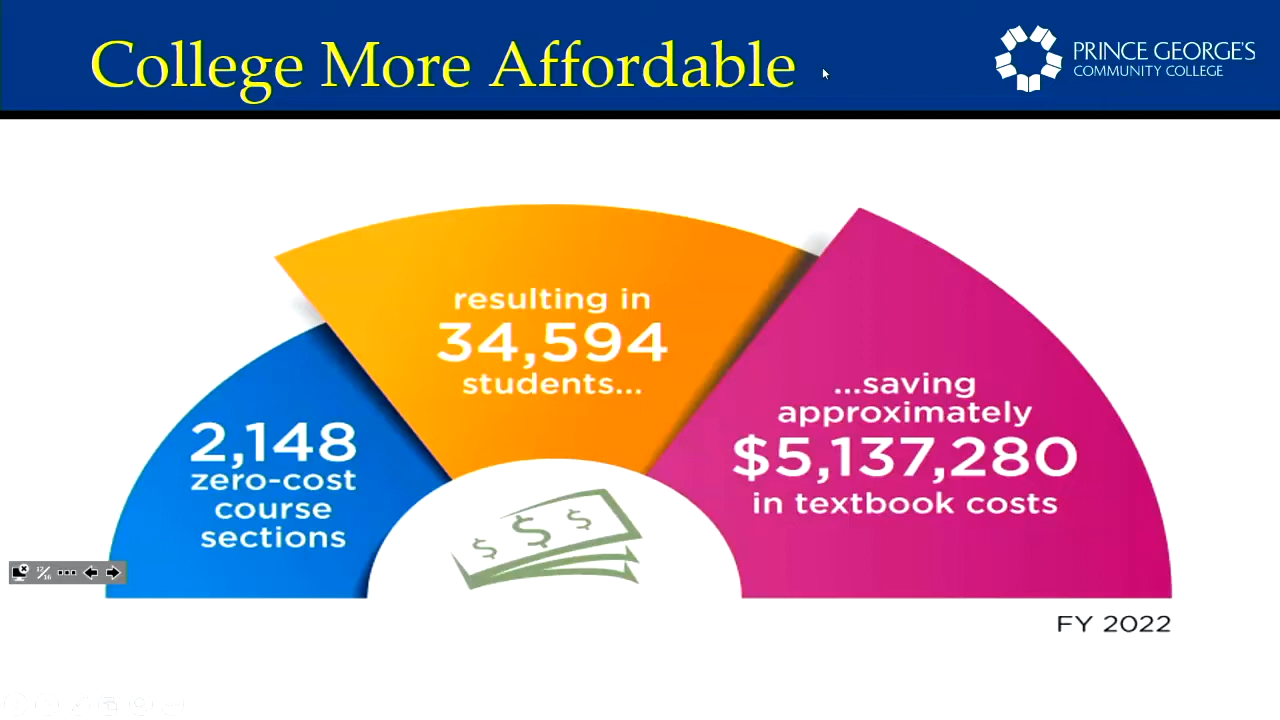 College More Affordable
PRINCE GEORGE'S
COMMUNITY COLLEGE
2,148
zero-cost
course
sections
resulting in
34,594
students...
...saving
approximately
$5,137,280
in textbook costs
$ $ $
FY 2022